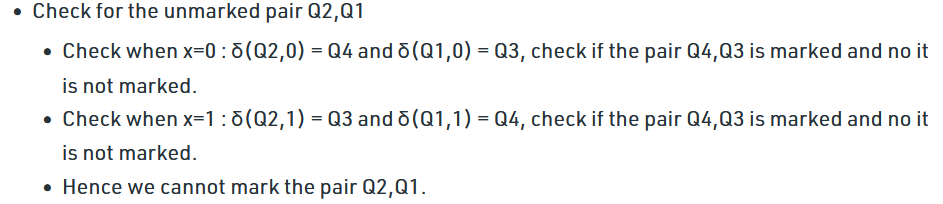 • Check for the unmarked pair Q2,Q1
• Check when x=0 : δ(Q2,0) = Q4 and δ(Q1,0) = Q3, check if the pair Q4,Q3 is marked and no it
is not marked.
• Check when x=1 : δ(Q2,1) = Q3 and δ(Q1,1) = Q4, check if the pair Q4,Q3 is marked and no it
is not marked.
• Hence we cannot mark the pair Q2,Q1.